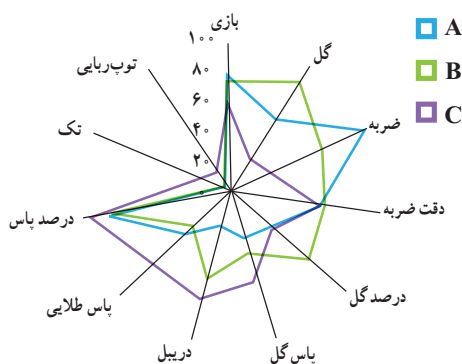 بازی
گل
ضربه
دقت ضربه
درصد گل
پاس گل
دریبل
پاس طلایی
درصد پاس
تک
توپ‌ربایی
۱۰۰
۸۰
۶۰
۴۰
۲۰
۰
A
B
C